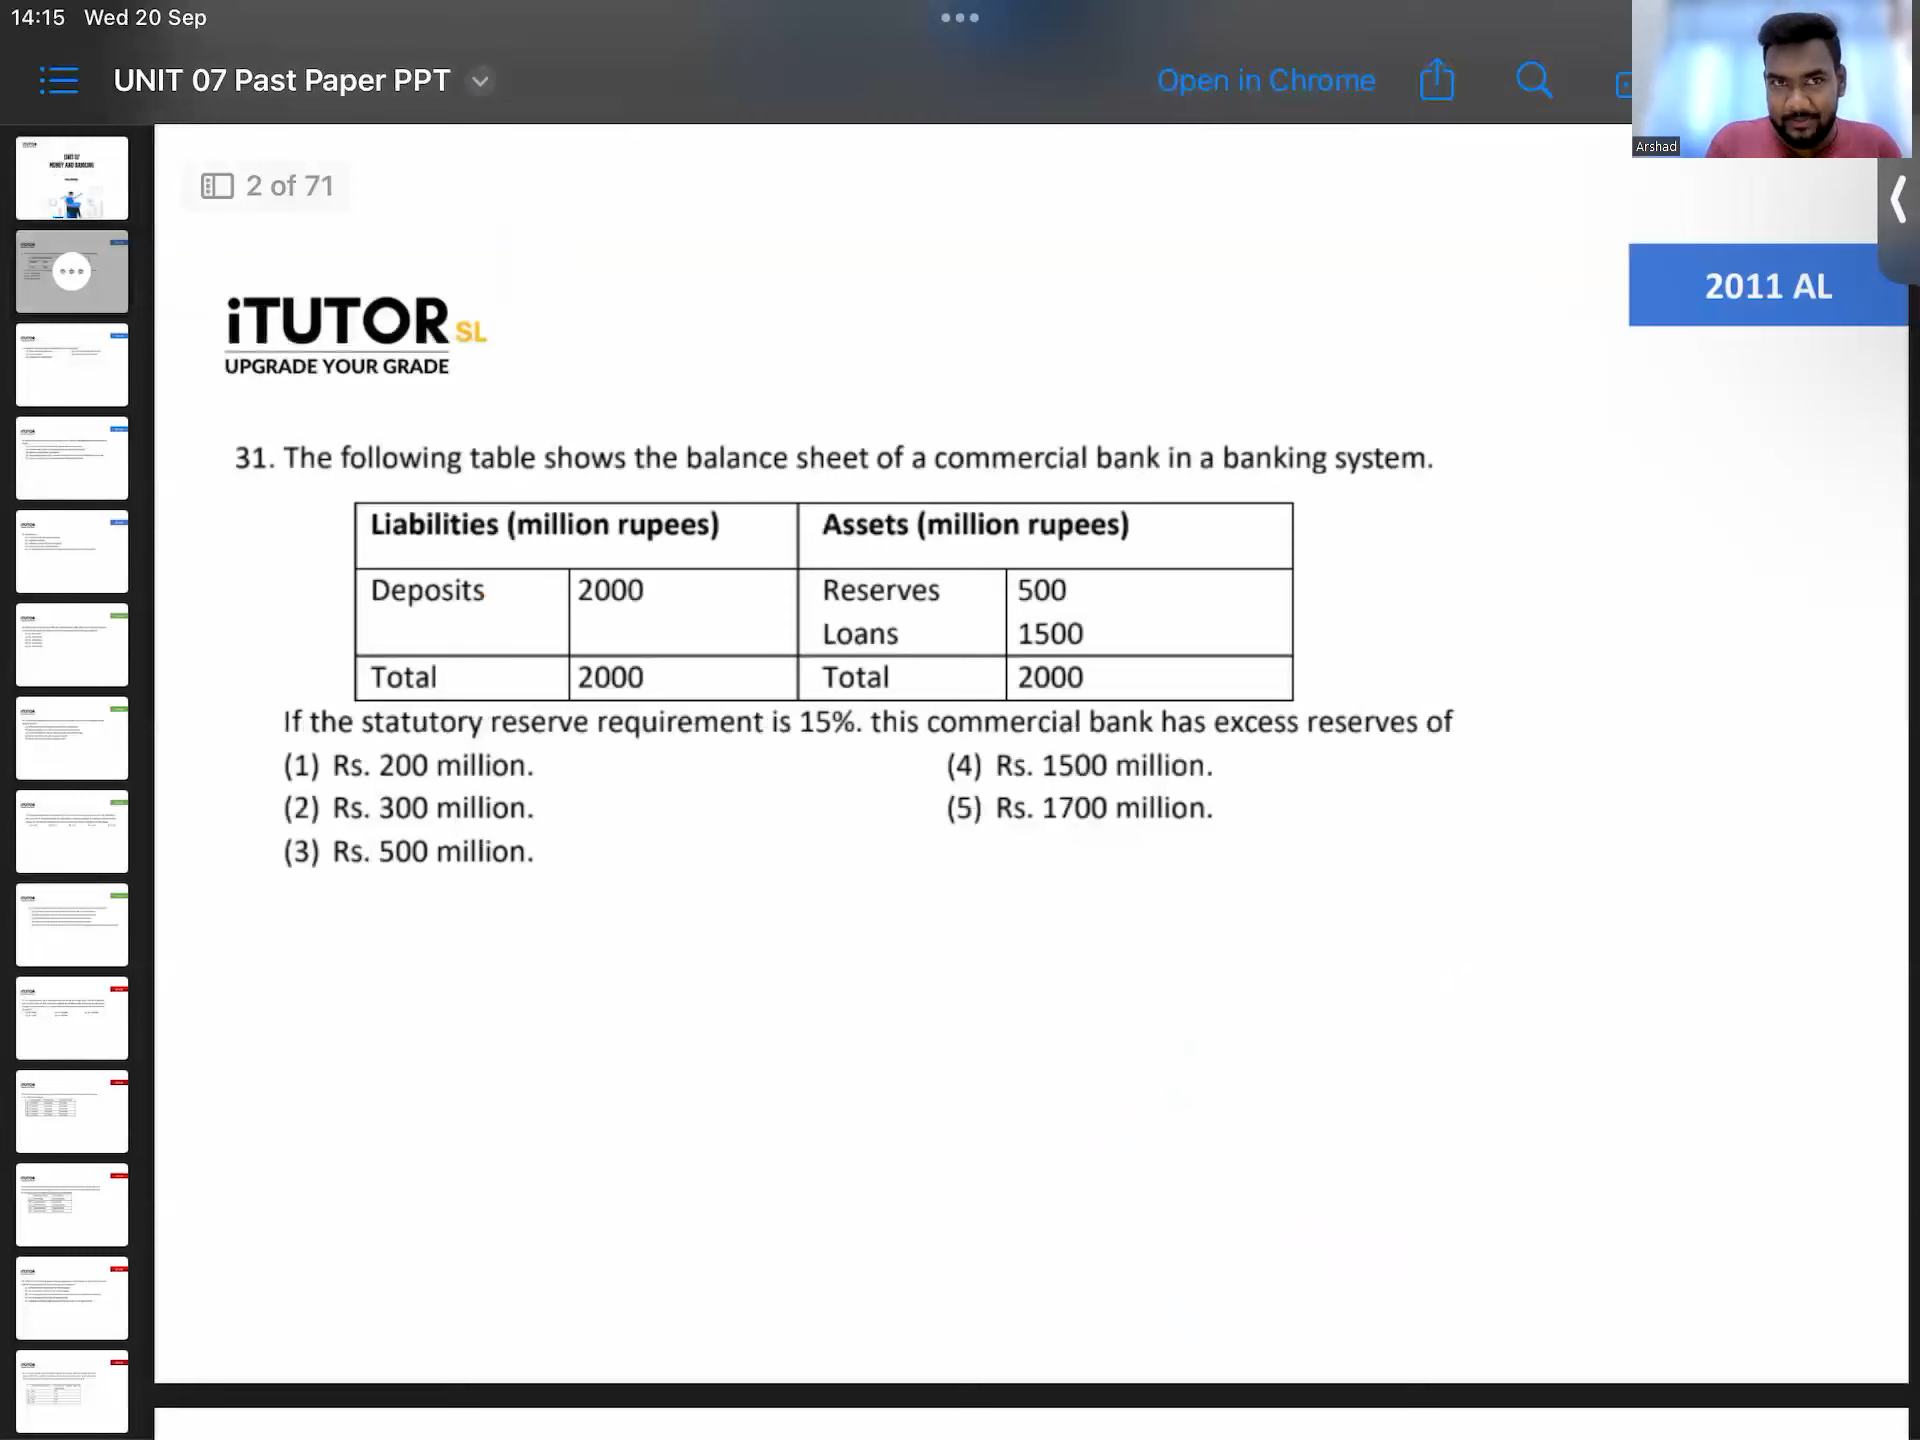 14:15 Wed 20 Sep
UNIT 07 Past Paper PPT
Open in Chrome
Arshad
2 of 71
2011 AL
iTUTOR SL
UPGRADE YOUR GRADE
31. The following table shows the balance sheet of a commercial bank in a banking system.
Liabilities (million rupees) Assets (million rupees)
Deposits 2000 Reserves 500
Loans 1500
Total 2000 Total 2000
If the statutory reserve requirement is 15%. this commercial bank has excess reserves of
(1) Rs. 200 million. (4) Rs. 1500 million.
(2) Rs. 300 million. (5) Rs. 1700 million.
(3) Rs. 500 million.